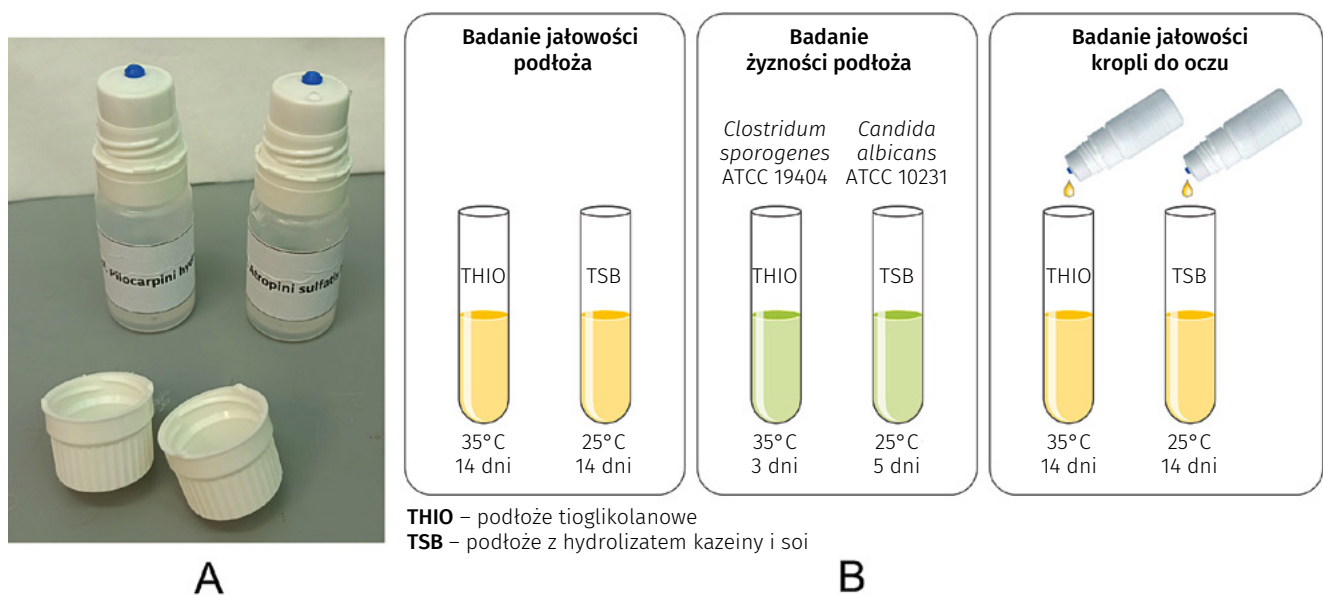 Pilocarpini
Atropini sulfatis
A
Badanie jałowości
podłoża
THIO
TSB
35°C
14 dni
25°C
14 dni
Badanie
żyzności podłoża
Clostridum
sporogenes
ATCC 19404
Candida
albicans
ATCC 10231
THIO
TSB
35°C
3 dni
25°C
5 dni
Badanie jałowości
kropli do oczu
THIO
TSB
35°C
14 dni
25°C
14 dni
THIO – podłoże tioglikolanowe
TSB – podłoże z hydrolizatem kazeiny i soi
B